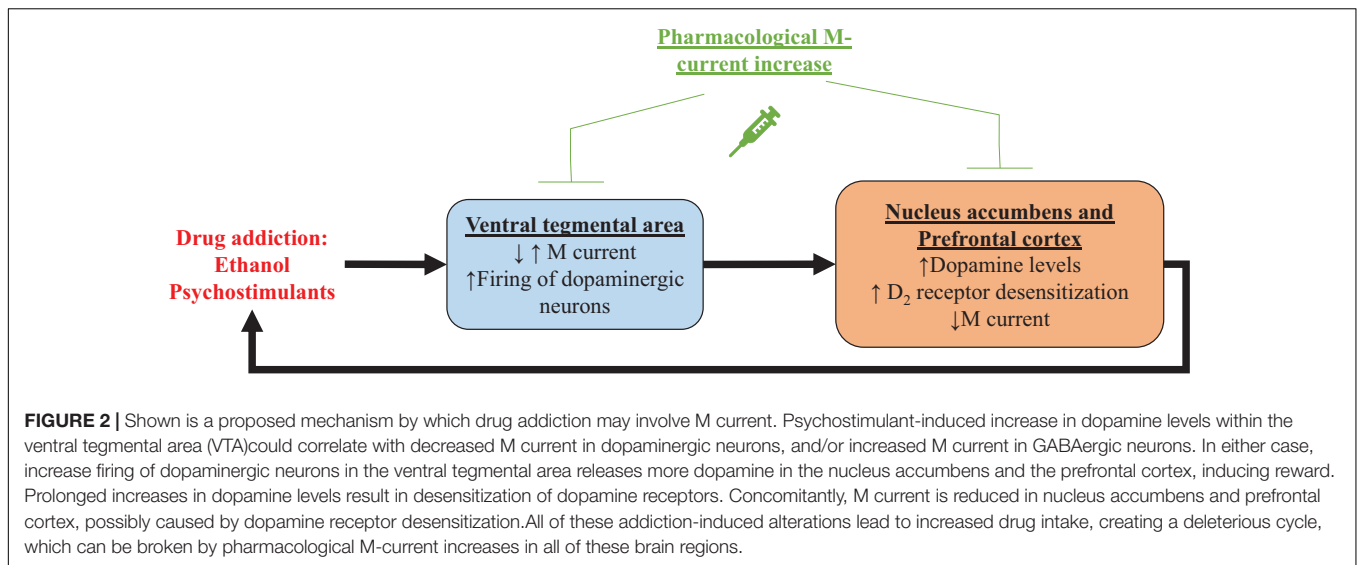 Pharmacological M-
current increase
Drug addiction:
Ethanol
Psychostimulants
Ventral tegmental area
↓ ↑ M current
↑Firing of dopaminergic
neurons
Nucleus accumbens and
Prefrontal cortex
↑Dopamine levels
↑ D₂ receptor desensitization
↓M current
FIGURE 2 | Shown is a proposed mechanism by which drug addiction may involve M current. Psychostimulant-induced increase in dopamine levels within the
ventral tegmental area (VTA)could correlate with decreased M current in dopaminergic neurons, and/or increased M current in GABAergic neurons. In either case,
increase firing of dopaminergic neurons in the ventral tegmental area releases more dopamine in the nucleus accumbens and the prefrontal cortex, inducing reward.
Prolonged increases in dopamine levels result in desensitization of dopamine receptors. Concomitantly, M current is reduced in nucleus accumbens and prefrontal
cortex, possibly caused by dopamine receptor desensitization.All of these addiction-induced alterations lead to increased drug intake, creating a deleterious cycle,
which can be broken by pharmacological M-current increases in all of these brain regions.